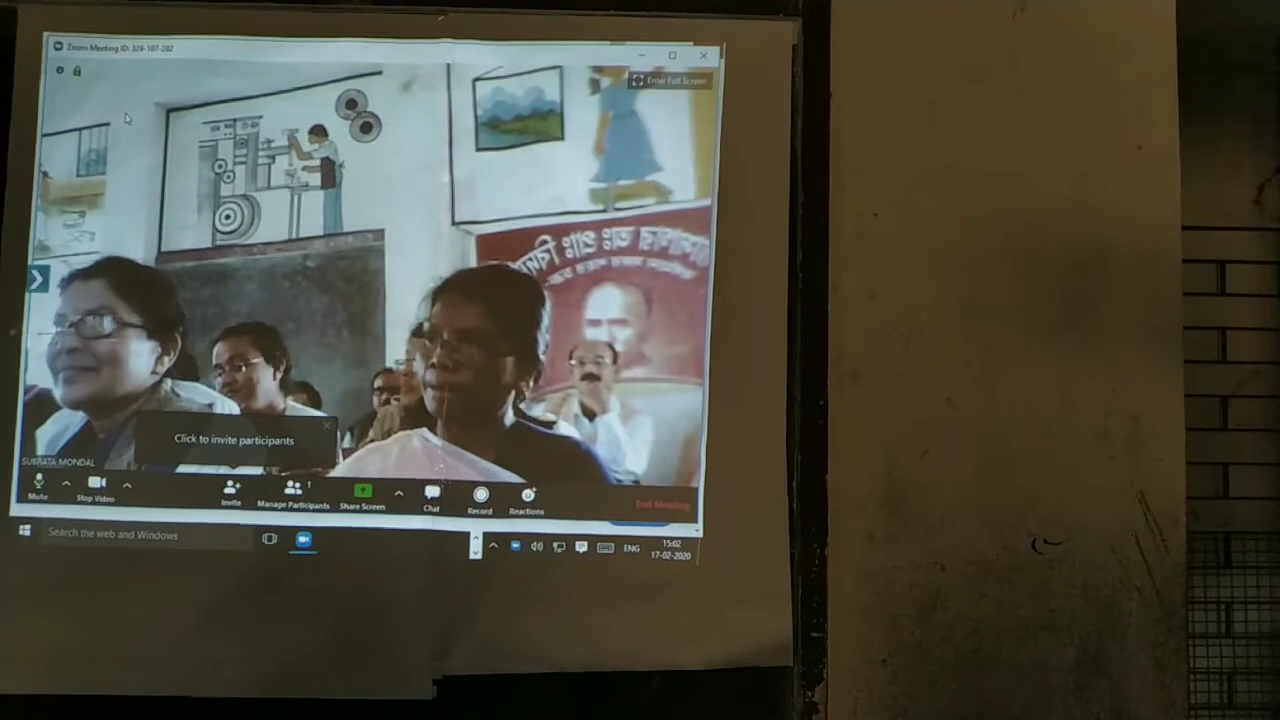 Zoom Meeting ID: 329-107-282
Enter Full Screen
Click to invite participants
SUBRATA MONDAL
Mute
Stop Video
Invite
Manage Participants
1
Share Screen
Chat
Record
Reactions
End Meeting
Search the web and Windows
ENG
15:02
17-02-2020